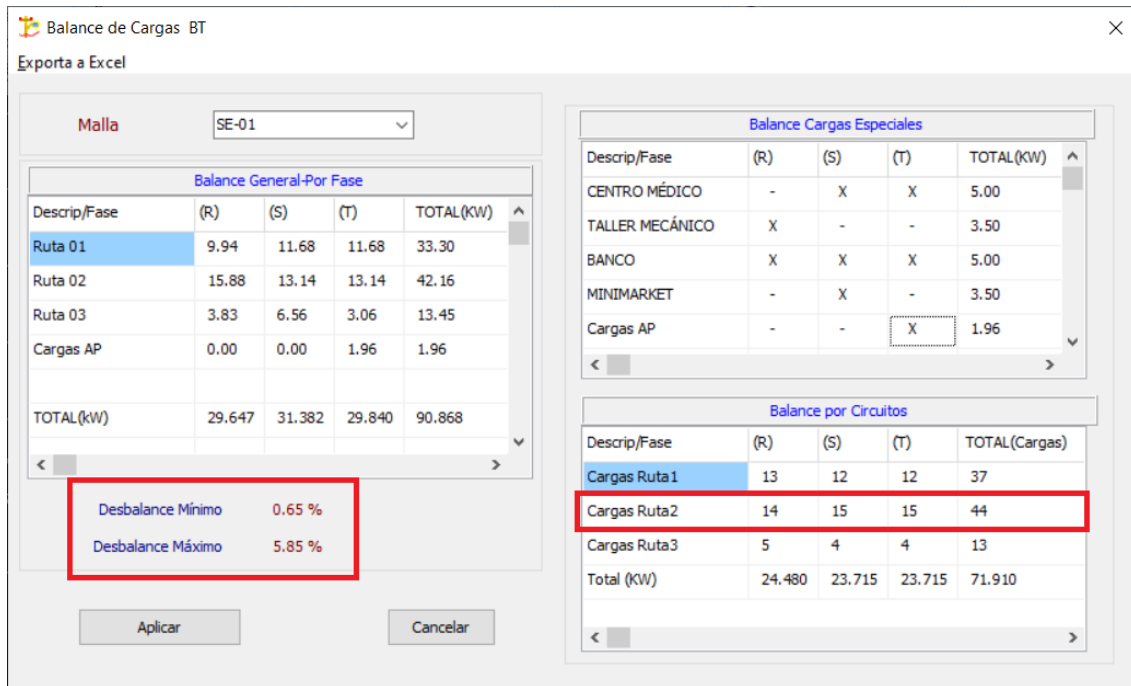 Balance de Cargas BT
Exporta a Excel
Malla SE-01
Balance General-Por Fase
Descrip/Fase (R) (S) (T) TOTAL(KW)
Ruta 01 9.94 11.68 11.68 33.30
Ruta 02 15.88 13.14 13.14 42.16
Ruta 03 3.83 6.56 3.06 13.45
Cargas AP 0.00 0.00 1.96 1.96
TOTAL(kW) 29.647 31.382 29.840 90.868
Desbalance Mínimo 0.65 %
Desbalance Máximo 5.85 %
Aplicar Cancelar
Balance Cargas Especiales
Descrip/Fase (R) (S) (T) TOTAL(KW)
CENTRO MÉDICO - X X 5.00
TALLER MECÁNICO X - - 3.50
BANCO X X X 5.00
MINIMARKET - X - 3.50
Cargas AP - - X 1.96
Balance por Circuitos
Descrip/Fase (R) (S) (T) TOTAL(Cargas)
Cargas Ruta1 13 12 12 37
Cargas Ruta2 14 15 15 44
Cargas Ruta3 5 4 4 13
Total (KW) 24.480 23.715 23.715 71.910